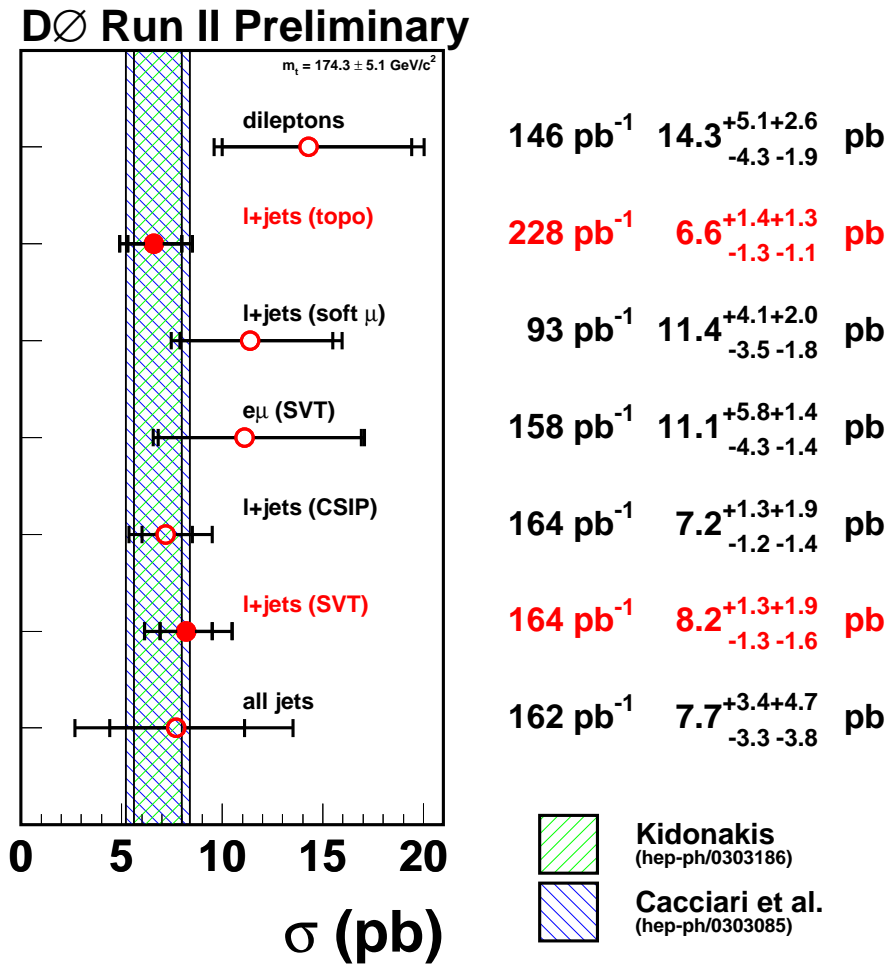 DØ Run II Preliminary
mt = 174.3 ± 5.1 GeV/c²
dileptons 146 pb⁻¹ 14.3 +5.1+2.6 -4.3 -1.9 pb
l+jets (topo) 228 pb⁻¹ 6.6 +1.4+1.3 -1.3 -1.1 pb
l+jets (soft μ) 93 pb⁻¹ 11.4 +4.1+2.0 -3.5 -1.8 pb
eμ (SVT) 158 pb⁻¹ 11.1 +5.8+1.4 -4.3 -1.4 pb
l+jets (CSIP) 164 pb⁻¹ 7.2 +1.3+1.9 -1.2 -1.4 pb
l+jets (SVT) 164 pb⁻¹ 8.2 +1.3+1.9 -1.3 -1.6 pb
all jets 162 pb⁻¹ 7.7 +3.4+4.7 -3.3 -3.8 pb
0 5 10 15 20
σ (pb)
Kidonakis
(hep-ph/0303186)
Cacciari et al.
(hep-ph/0303085)